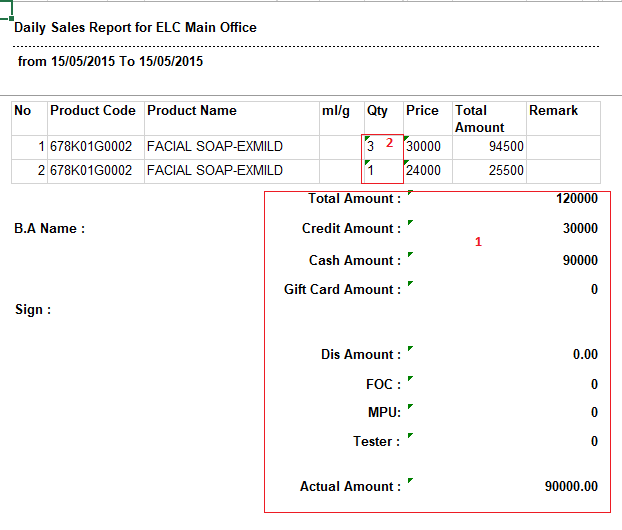 Daily Sales Report for ELC Main Office
from 15/05/2015 To 15/05/2015
No Product Code Product Name ml/g Qty Price Total Amount Remark
1 678K01G0002 FACIAL SOAP-EXMILD 3 2 30000 94500
2 678K01G0002 FACIAL SOAP-EXMILD 1 24000 25500
Total Amount : 120000
B.A Name : Credit Amount : 30000
1
Cash Amount : 90000
Gift Card Amount : 0
Sign :
Dis Amount : 0.00
FOC : 0
MPU: 0
Tester : 0
Actual Amount : 90000.00